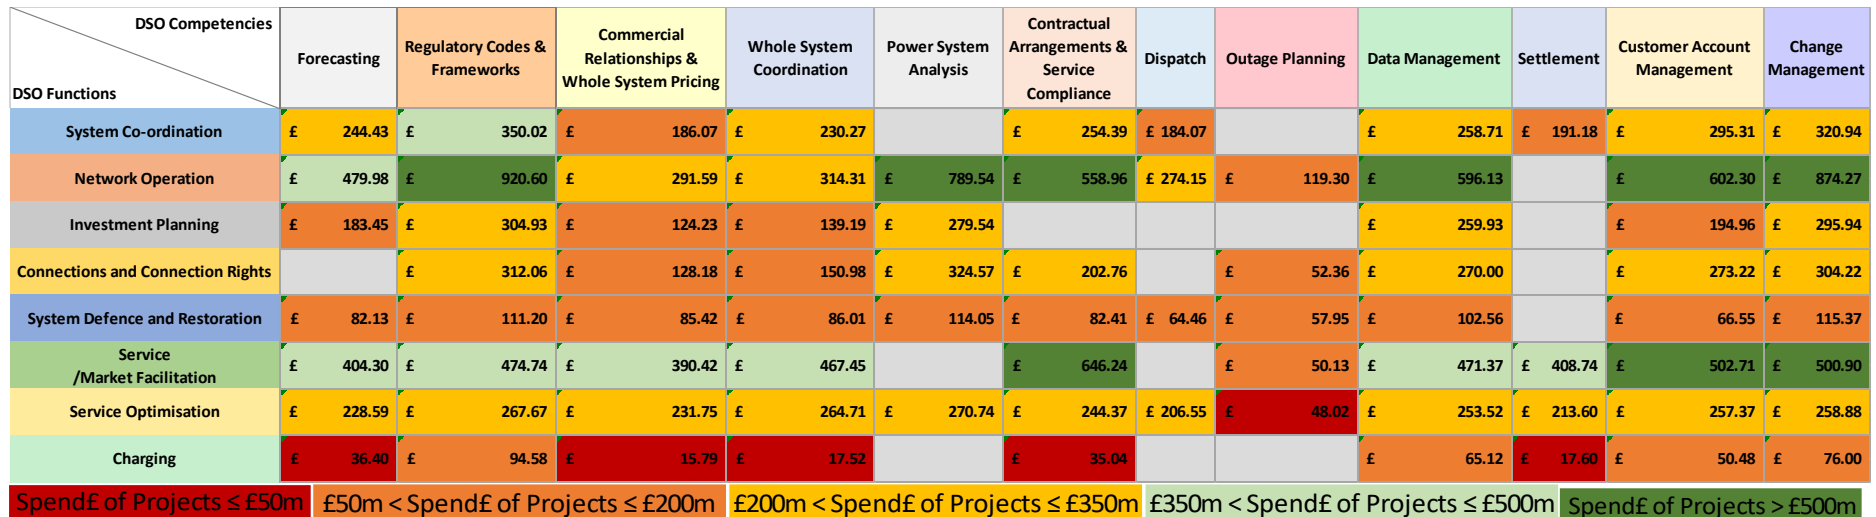 DSO Competencies
DSO Functions
Forecasting
Regulatory Codes &
Frameworks
Commercial
Relationships &
Whole System Pricing
Whole System
Coordination
Power System
Analysis
Contractual
Arrangements &
Service
Compliance
Dispatch
Outage Planning
Data Management
Settlement
Customer Account
Management
Change
Management
System Co-ordination £ 244.43 £ 350.02 £ 186.07 £ 230.27 £ 254.39 £ 184.07 £ 258.71 £ 191.18 £ 295.31 £ 320.94
Network Operation £ 479.98 £ 920.60 £ 291.59 £ 314.31 £ 789.54 £ 558.96 £ 274.15 £ 119.30 £ 596.13 £ 602.30 £ 874.27
Investment Planning £ 183.45 £ 304.93 £ 124.23 £ 139.19 £ 279.54 £ 259.93 £ 194.96 £ 295.94
Connections and Connection Rights £ 312.06 £ 128.18 £ 150.98 £ 324.57 £ 202.76 £ 52.36 £ 270.00 £ 273.22 £ 304.22
System Defence and Restoration £ 82.13 £ 111.20 £ 85.42 £ 86.01 £ 114.05 £ 82.41 £ 64.46 £ 57.95 £ 102.56 £ 66.55 £ 115.37
Service
/Market Facilitation £ 404.30 £ 474.74 £ 390.42 £ 467.45 £ 646.24 £ 50.13 £ 471.37 £ 408.74 £ 502.71 £ 500.90
Service Optimisation £ 228.59 £ 267.67 £ 231.75 £ 264.71 £ 270.74 £ 244.37 £ 206.55 £ 48.02 £ 253.52 £ 213.60 £ 257.37 £ 258.88
Charging £ 36.40 £ 94.58 £ 15.79 £ 17.52 £ 35.04 £ 65.12 £ 17.60 £ 50.48 £ 76.00
Spend£ of Projects ≤ £50m £50m < Spend£ of Projects ≤ £200m £200m < Spend£ of Projects ≤ £350m £350m < Spend£ of Projects ≤ £500m Spend£ of Projects > £500m